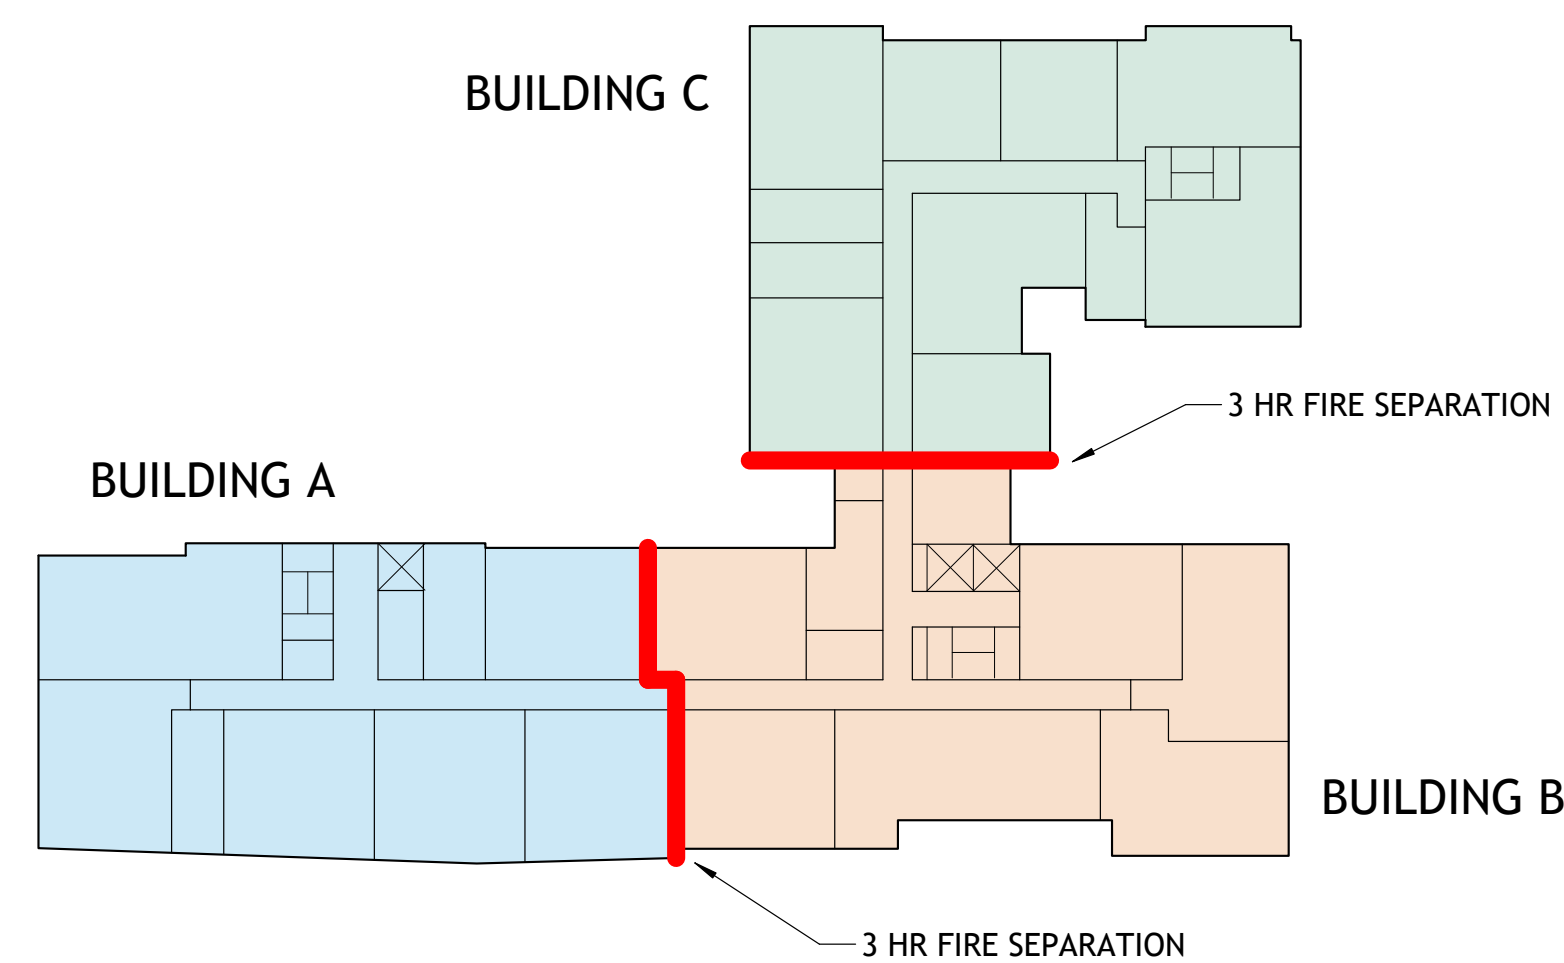 BUILDING C
3 HR FIRE SEPARATION
BUILDING A
BUILDING B
3 HR FIRE SEPARATION